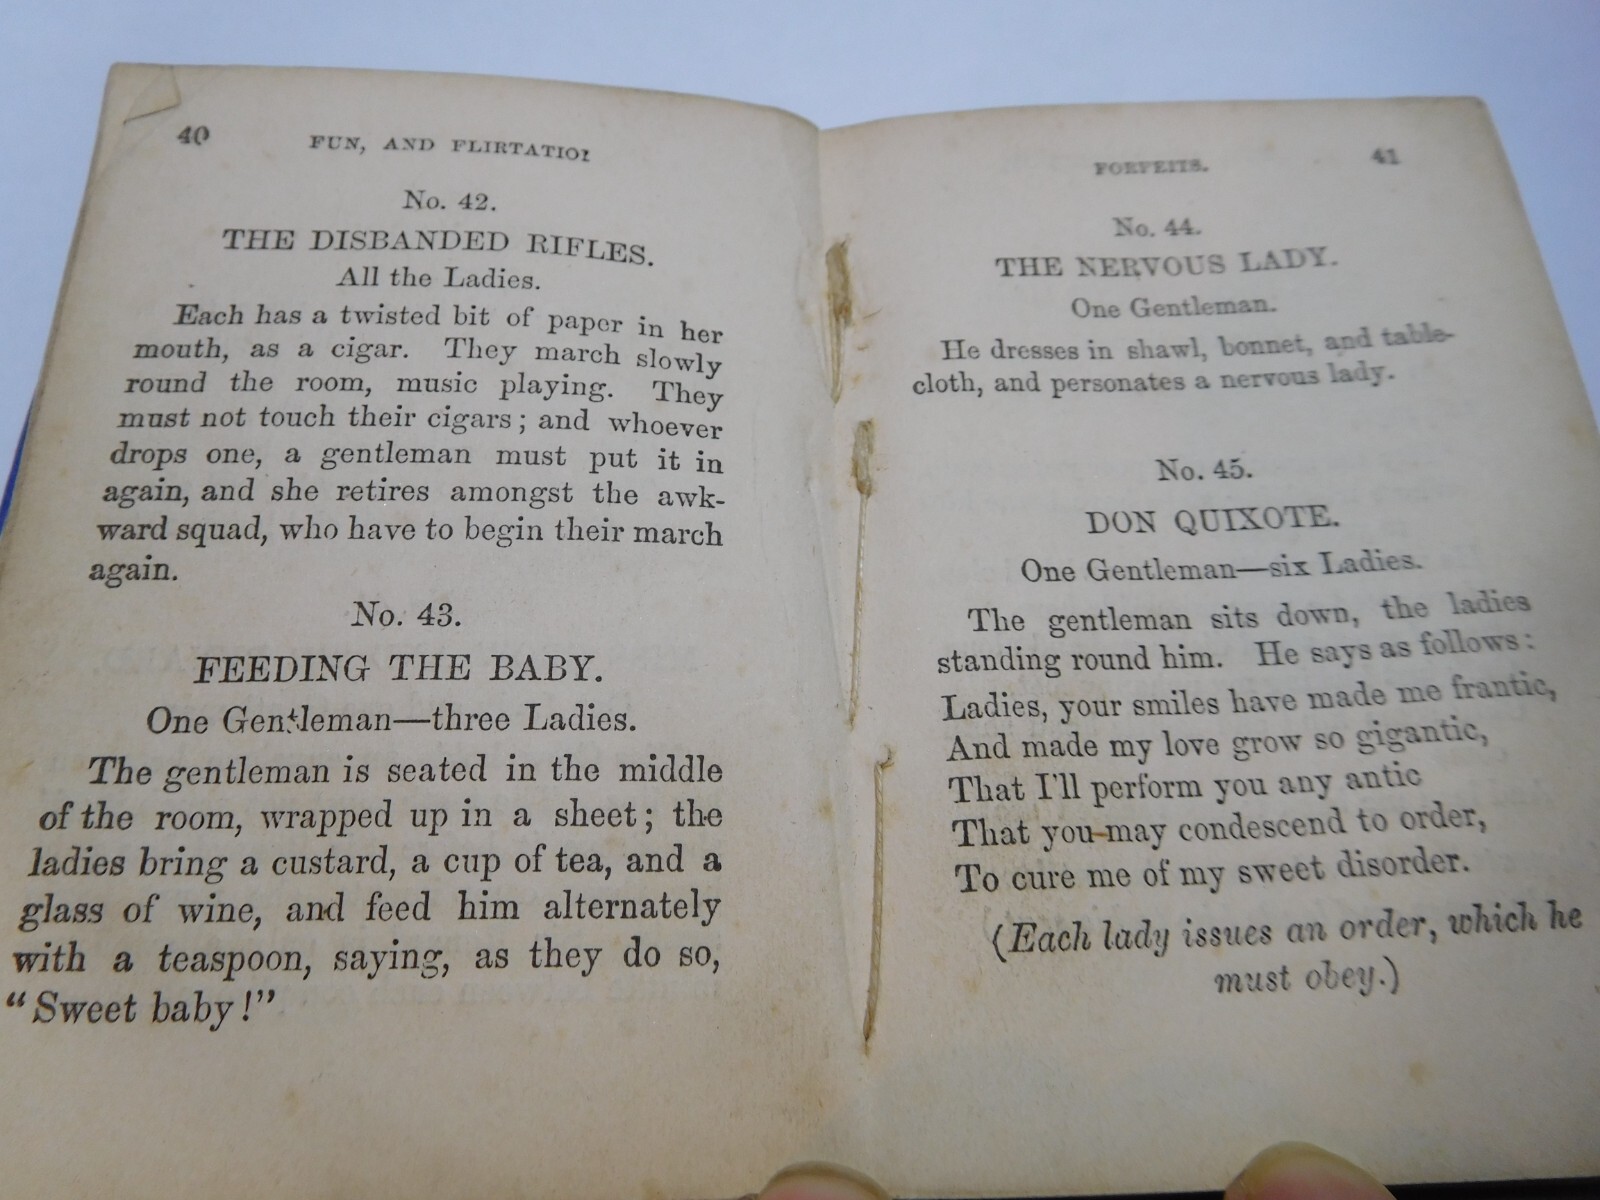 40 FUN, AND FLIRTATIO
No. 42.
THE DISBANDED RIFLES.
All the Ladies.
Each has a twisted bit of paper in her
mouth, as a cigar. They march slowly
round the room, music playing. They
must not touch their cigars; and whoever
drops one, a gentleman must put it in
again, and she retires amongst the awk-
ward squad, who have to begin their march
again.
No. 43.
FEEDING THE BABY.
One Gentleman—three Ladies.
The gentleman is seated in the middle
of the room, wrapped up in a sheet; the
ladies bring a custard, a cup of tea, and a
glass of wine, and feed him alternately
with a teaspoon, saying, as they do so,
“Sweet baby!”
FORFEITS. 41
No. 44.
THE NERVOUS LADY.
One Gentleman.
He dresses in shawl, bonnet, and table-
cloth, and personates a nervous lady.
No. 45.
DON QUIXOTE.
One Gentleman—six Ladies.
The gentleman sits down, the ladies
standing round him. He says as follows:
Ladies, your smiles have made me frantic,
And made my love grow so gigantic,
That I'll perform you any antic
That you may condescend to order,
To cure me of my sweet disorder.
(Each lady issues an order, which he
must obey.)